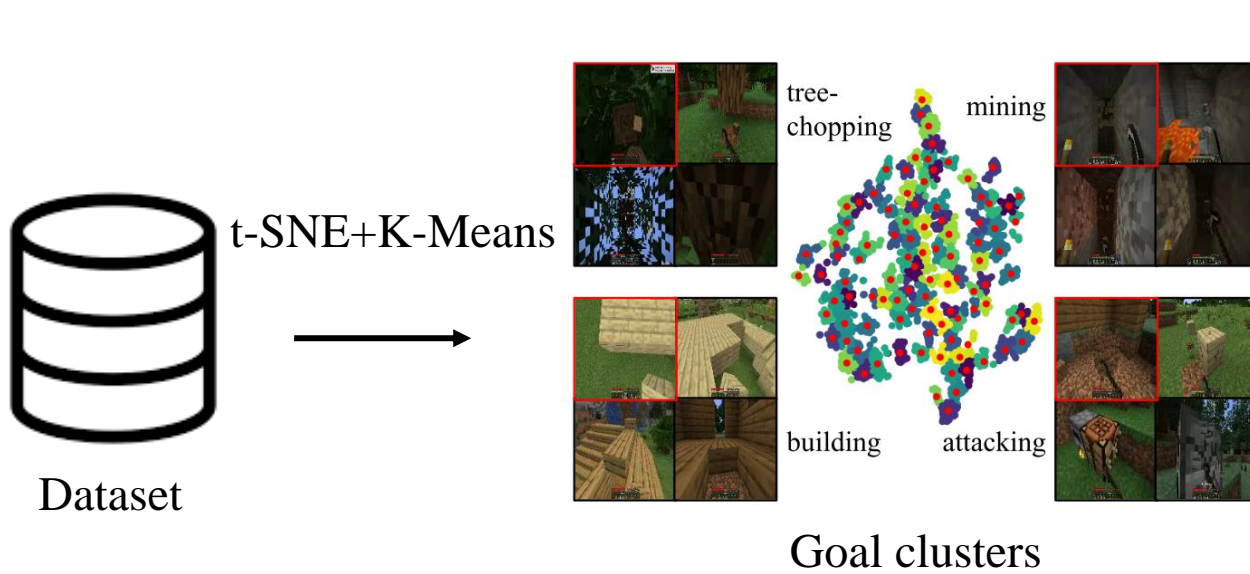 tree-
chopping
mining
t-SNE+K-Means
building
attacking
Dataset
Goal clusters